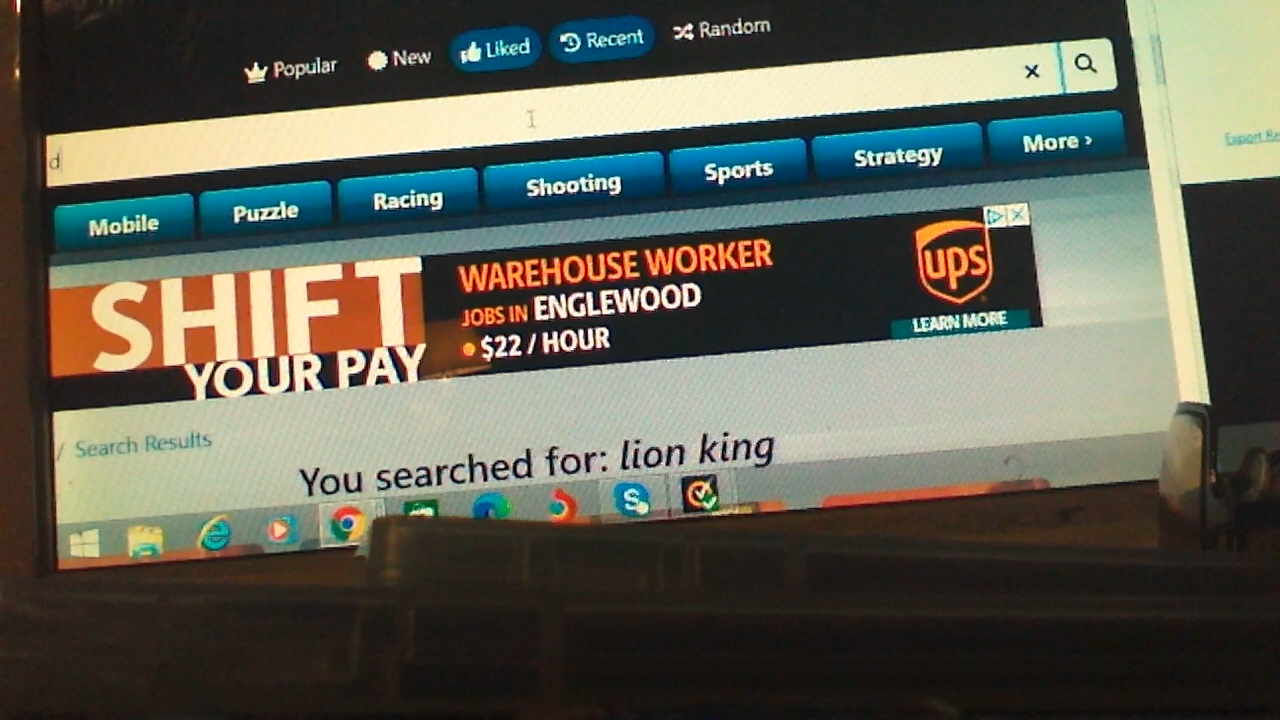 Popular New Liked Recent Random
d
Mobile Puzzle Racing Shooting Sports Strategy More ›
SHIFT
YOUR PAY
WAREHOUSE WORKER
JOBS IN ENGLEWOOD
$22 / HOUR
ups
LEARN MORE
/ Search Results
You searched for: lion king